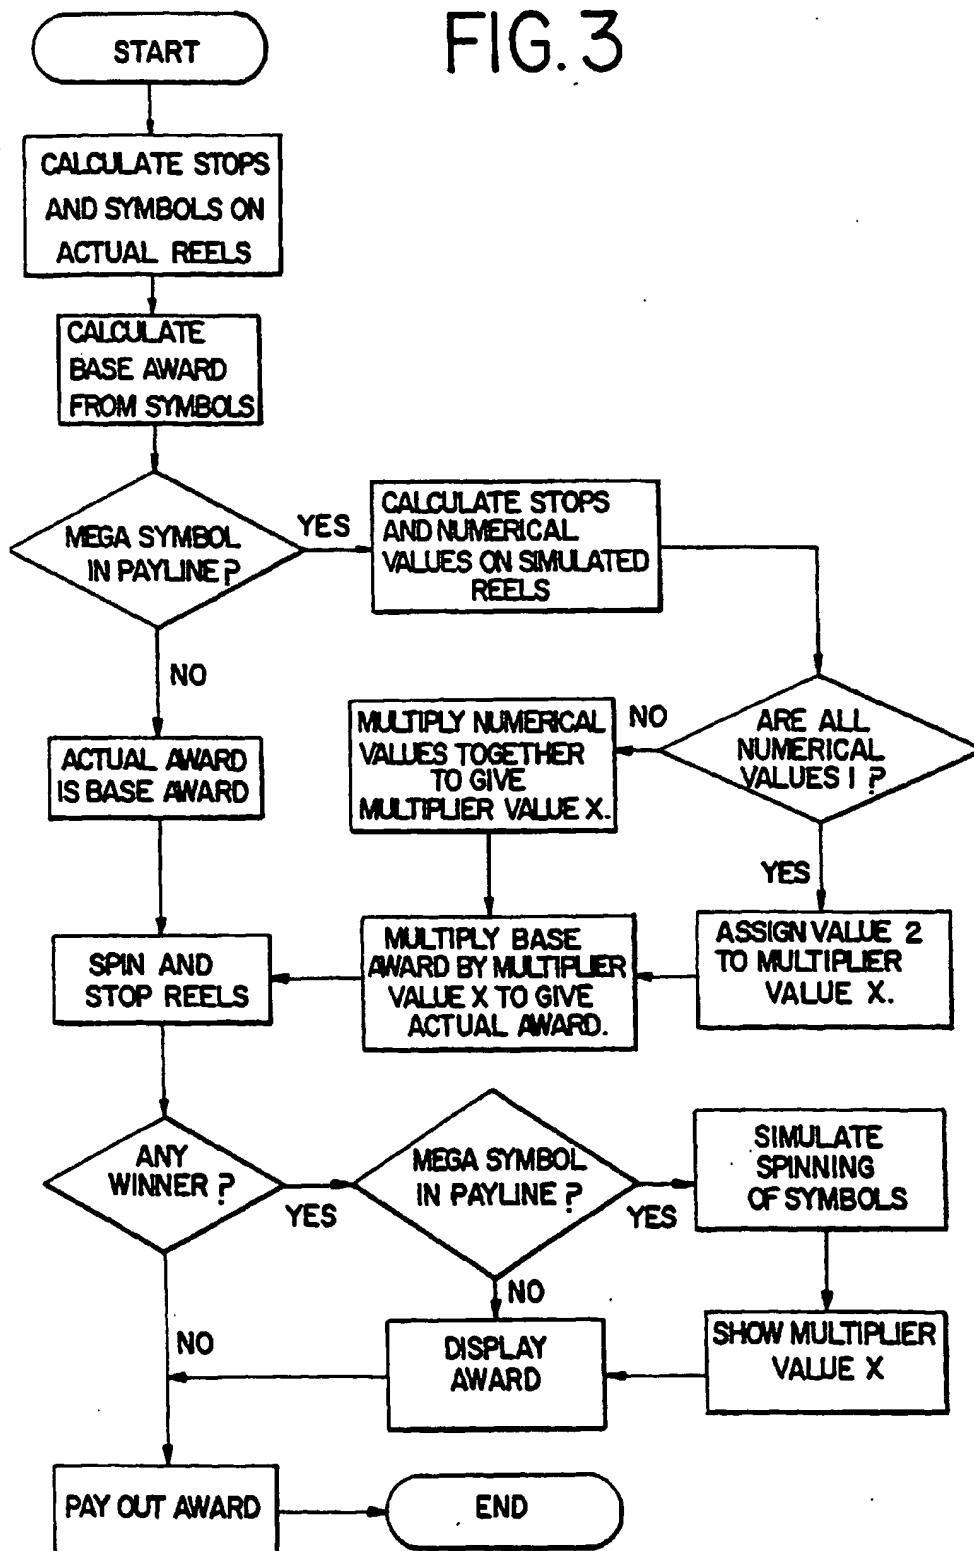 FIG. 3
START
CALCULATE STOPS
AND SYMBOLS ON
ACTUAL REELS
CALCULATE
BASE AWARD
FROM SYMBOLS
MEGA SYMBOL
IN PAYLINE?
YES
CALCULATE STOPS
AND NUMERICAL
VALUES ON SIMULATED
REELS
NO
ARE ALL
NUMERICAL
VALUES 1 ?
NO
MULTIPLY NUMERICAL
VALUES TOGETHER
TO GIVE
MULTIPLIER VALUE X.
YES
ACTUAL AWARD
IS BASE AWARD
ASSIGN VALUE 2
TO MULTIPLIER
VALUE X.
MULTIPLY BASE
AWARD BY MULTIPLIER
VALUE X TO GIVE
ACTUAL AWARD.
SPIN AND
STOP REELS
ANY
WINNER ?
YES
MEGA SYMBOL
IN PAYLINE ?
YES
SIMULATE
SPINNING
OF SYMBOLS
NO
NO
DISPLAY
AWARD
SHOW MULTIPLIER
VALUE X
PAY OUT AWARD
END